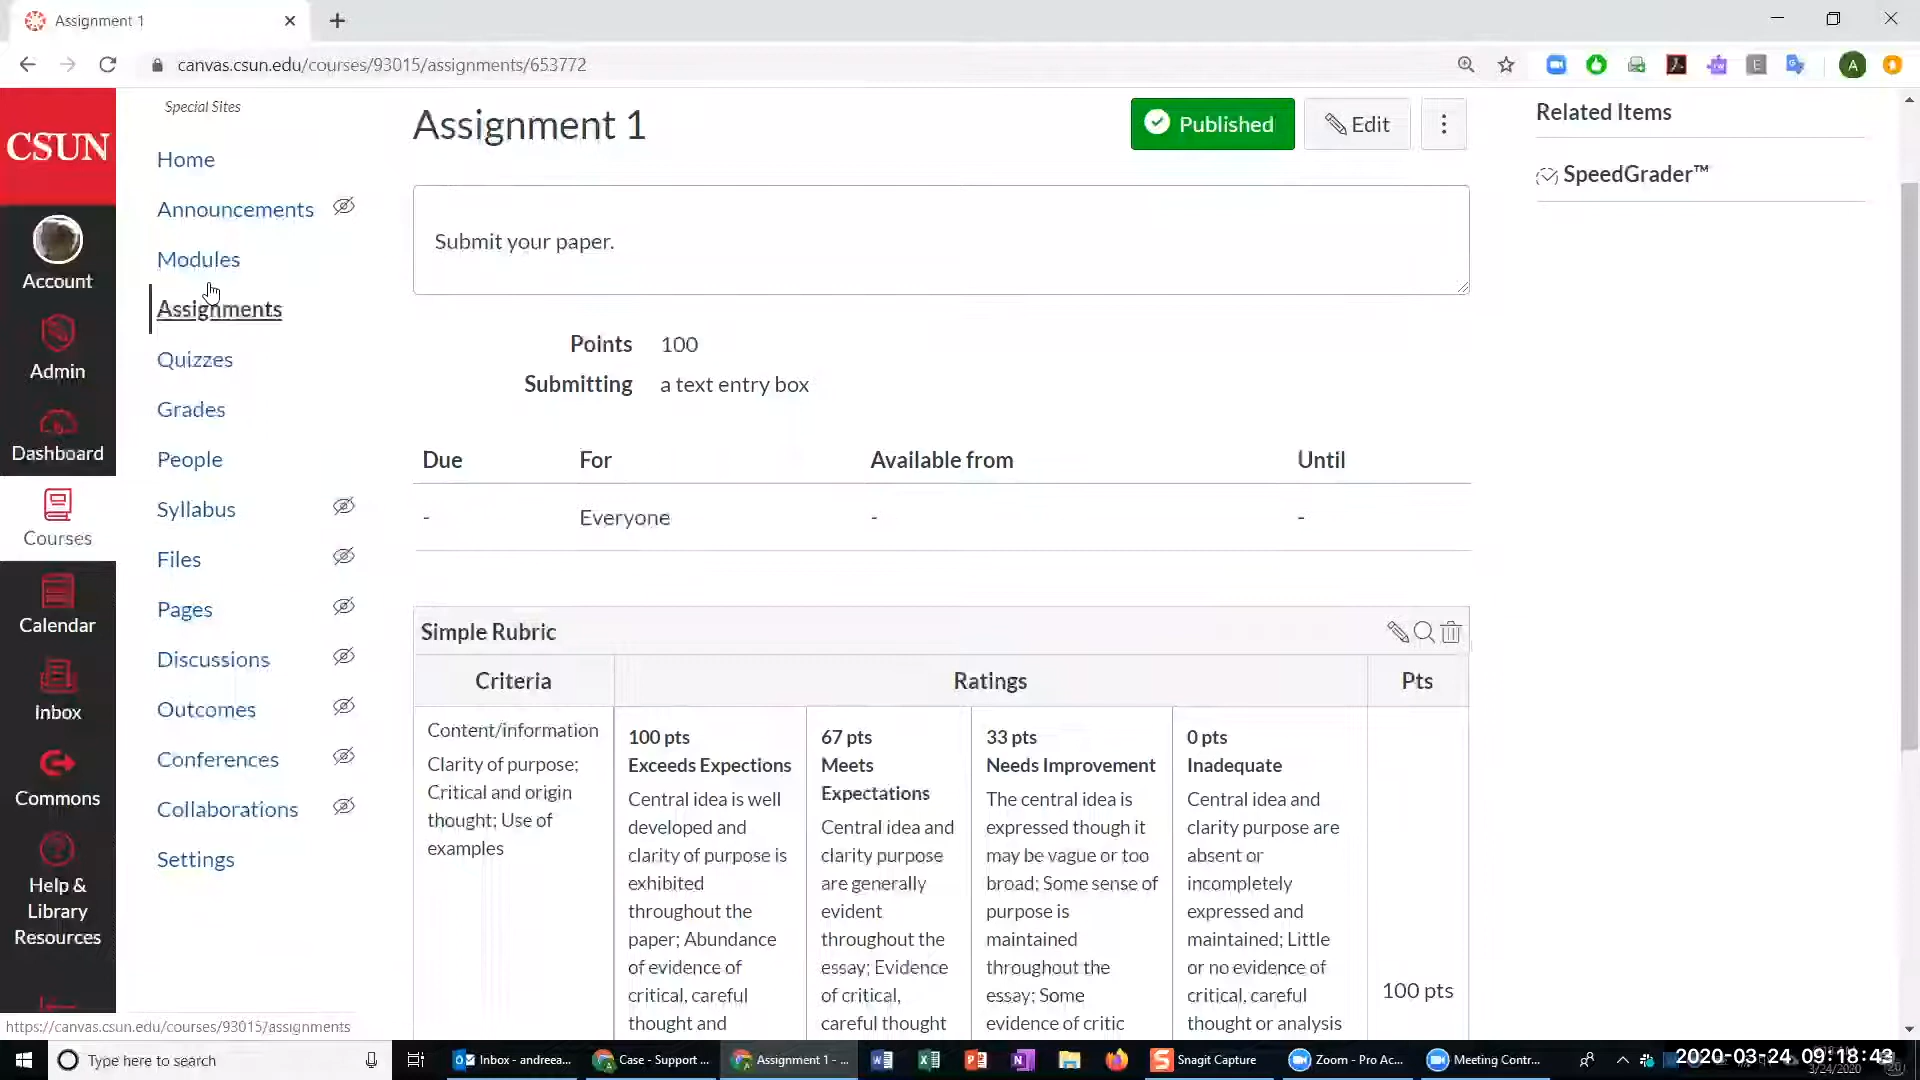 Assignment 1
canvas.csun.edu/courses/93015/assignments/653772
CSUN
Account
Admin
Dashboard
Courses
Calendar
Inbox
Commons
Help &
Library
Resources
Special Sites
Home
Announcements
Modules
Assignments
Quizzes
Grades
People
Syllabus
Files
Pages
Discussions
Outcomes
Conferences
Collaborations
Settings
Assignment 1
Published
Edit
Submit your paper.
Points 100
Submitting a text entry box
Due For Available from Until
- Everyone - -
Simple Rubric
Criteria Ratings Pts
Content/information
Clarity of purpose;
Critical and origin
thought; Use of
examples
100 pts
Exceeds Expections
Central idea is well
developed and
clarity of purpose is
exhibited
throughout the
paper; Abundance
of evidence of
critical, careful
thought and
67 pts
Meets
Expectations
Central idea and
clarity purpose
are generally
evident
throughout the
essay; Evidence
of critical,
careful thought
33 pts
Needs Improvement
The central idea is
expressed though it
may be vague or too
broad; Some sense of
purpose is
maintained
throughout the
essay; Some
evidence of critic
0 pts
Inadequate
Central idea and
clarity purpose are
absent or
incompletely
expressed and
maintained; Little
or no evidence of
critical, careful
thought or analysis
100 pts
Related Items
SpeedGrader™
https://canvas.csun.edu/courses/93015/assignments
Type here to search
Inbox - andreea...
Case - Support ...
Assignment 1 - ...
Snagit Capture
Zoom - Pro Ac...
Meeting Contr...
2020-03-24 09:18:43
3/24/2020